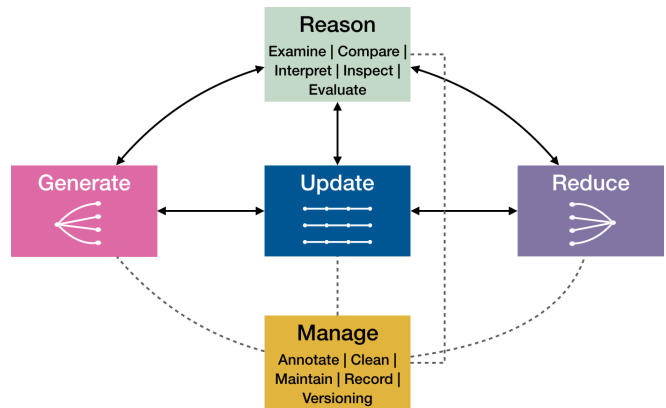 Reason
Examine | Compare |
Interpret | Inspect |
Evaluate
Generate
Update
Reduce
Manage
Annotate | Clean |
Maintain | Record |
Versioning